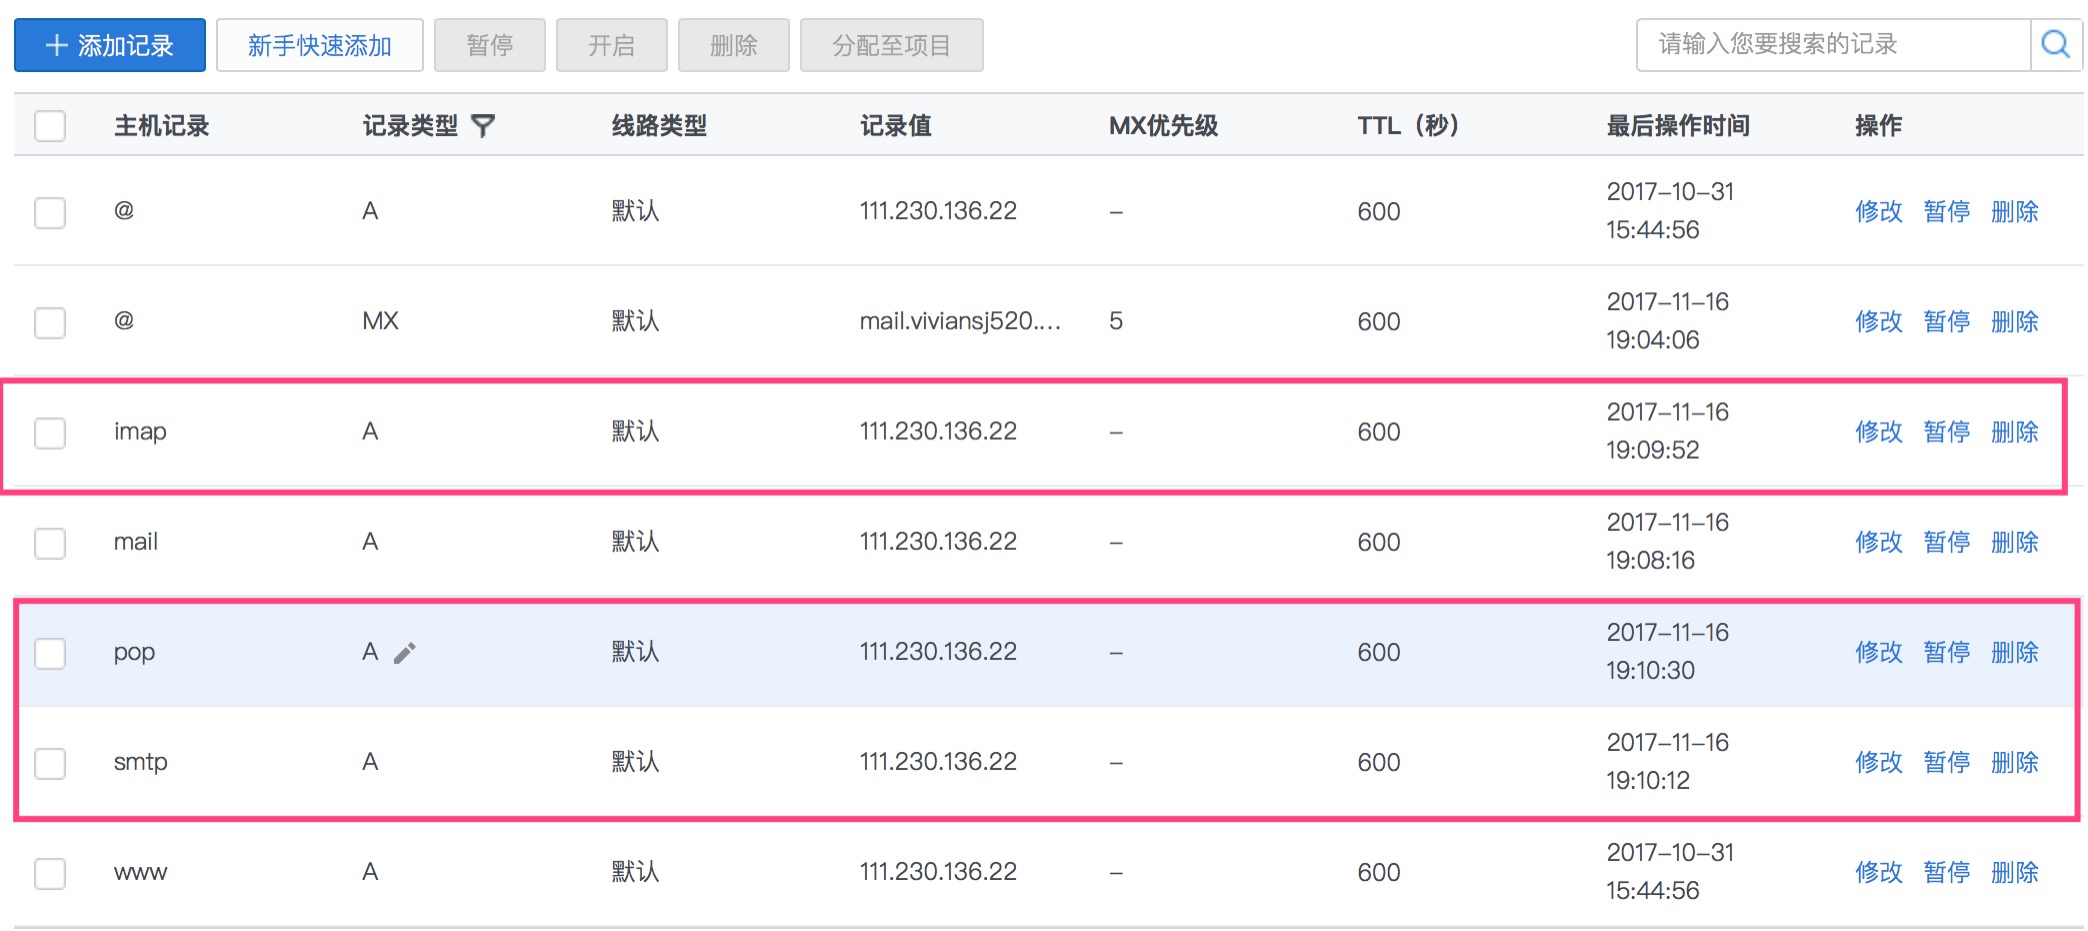 添加记录 新手快速添加 暂停 开启 删除 分配至项目 请输入您要搜索的记录
主机记录 记录类型 线路类型 记录值 MX优先级 TTL（秒） 最后操作时间 操作
@ A 默认 111.230.136.22 – 600 2017-10-31 15:44:56 修改 暂停 删除
@ MX 默认 mail.viviansj520.... 5 600 2017-11-16 19:04:06 修改 暂停 删除
imap A 默认 111.230.136.22 – 600 2017-11-16 19:09:52 修改 暂停 删除
mail A 默认 111.230.136.22 – 600 2017-11-16 19:08:16 修改 暂停 删除
pop A 默认 111.230.136.22 – 600 2017-11-16 19:10:30 修改 暂停 删除
smtp A 默认 111.230.136.22 – 600 2017-11-16 19:10:12 修改 暂停 删除
www A 默认 111.230.136.22 – 600 2017-10-31 15:44:56 修改 暂停 删除